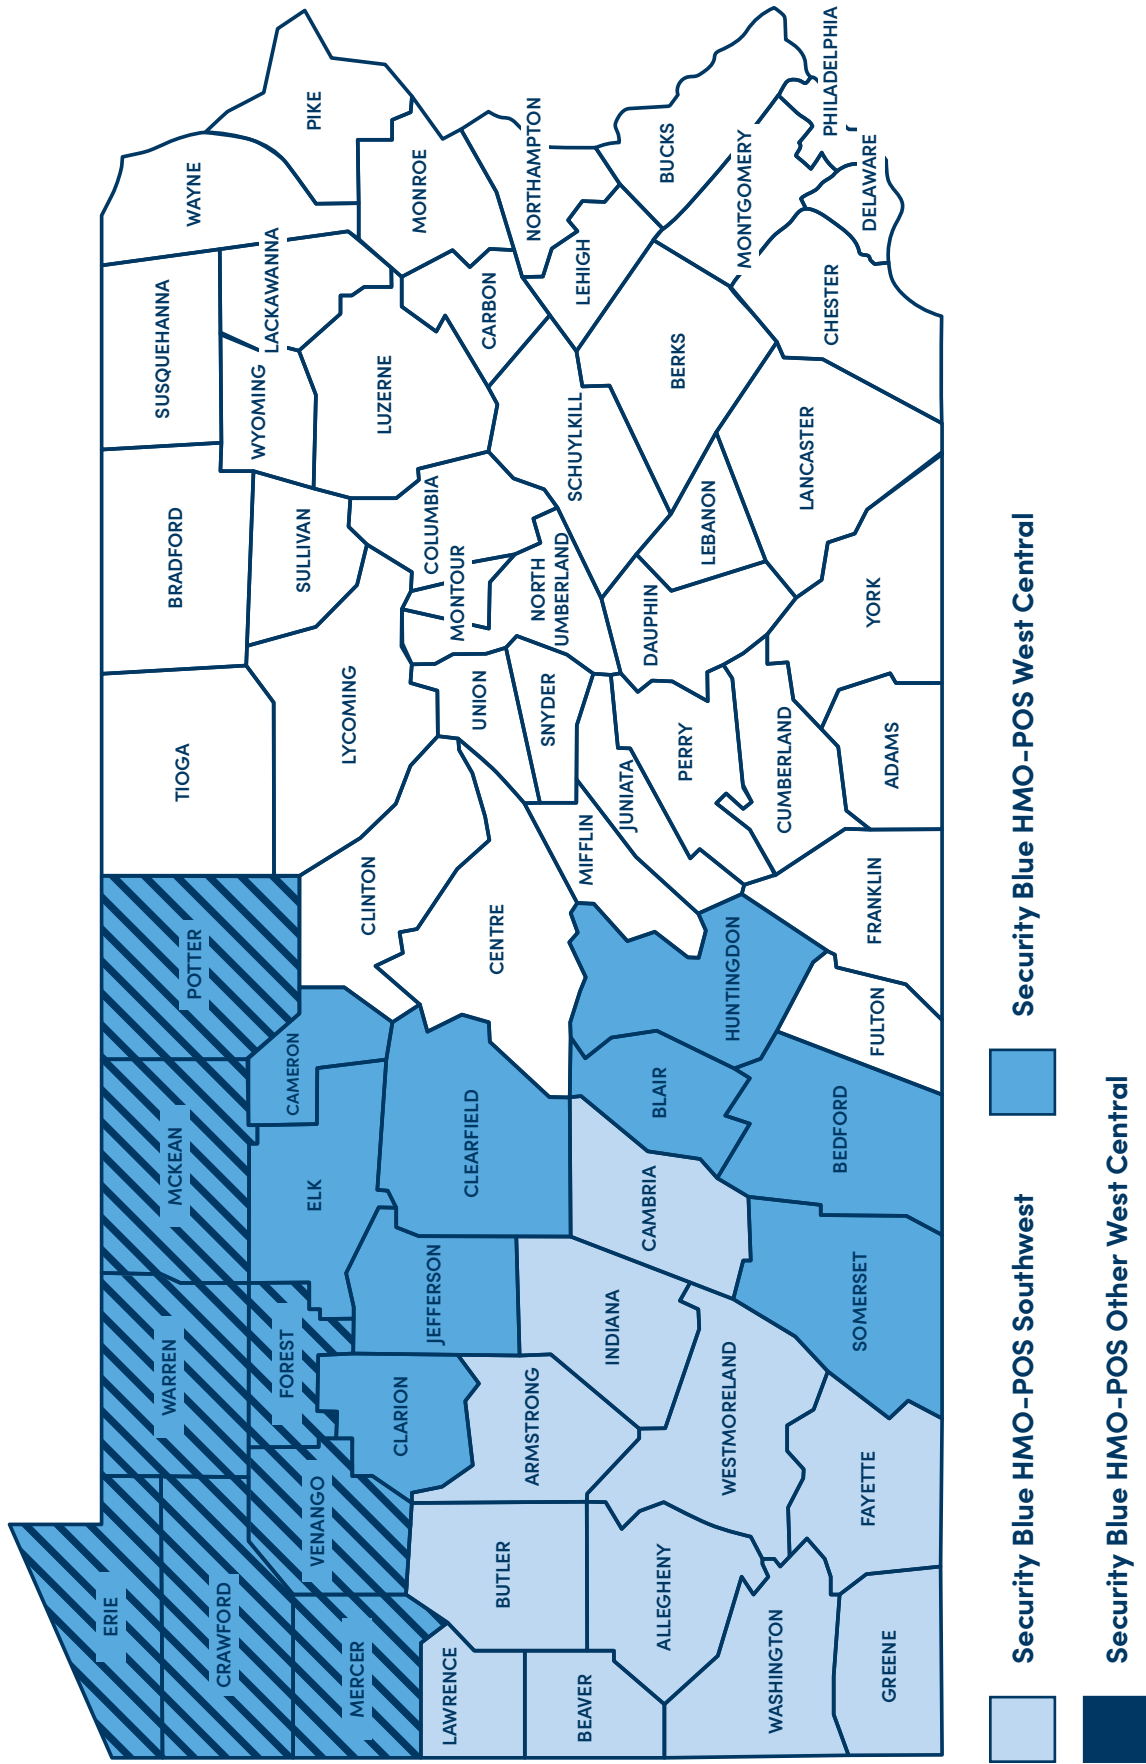 ERIE
CRAWFORD
MERCER
LAWRENCE
BEAVER
WASHINGTON
GREENE
WARREN
VENANGO
FOREST
BUTLER
ALLEGHENY
FAYETTE
MCKEAN
ELK
CLARION
JEFFERSON
ARMSTRONG
INDIANA
WESTMORELAND
SOMERSET
POTTER
CAMERON
CLEARFIELD
CAMBRIA
BLAIR
BEDFORD
HUNTINGDON
FULTON
FRANKLIN
TIOGA
CLINTON
CENTRE
MIFFLIN
JUNIATA
LYCOMING
UNION
SNYDER
PERRY
CUMBERLAND
ADAMS
BRADFORD
SULLIVAN
COLUMBIA
MONTOUR
NORTH
UMBERLAND
DAUPHIN
LEBANON
YORK
SUSQUEHANNA
WYOMING
LACKAWANNA
LUZERNE
SCHUYLKILL
BERKS
LANCASTER
WAYNE
PIKE
MONROE
CARBON
NORTHAMPTON
LEHIGH
BUCKS
MONTGOMERY
CHESTER
DELAWARE
PHILADELPHIA
Security Blue HMO-POS Southwest
Security Blue HMO-POS West Central
Security Blue HMO-POS Other West Central